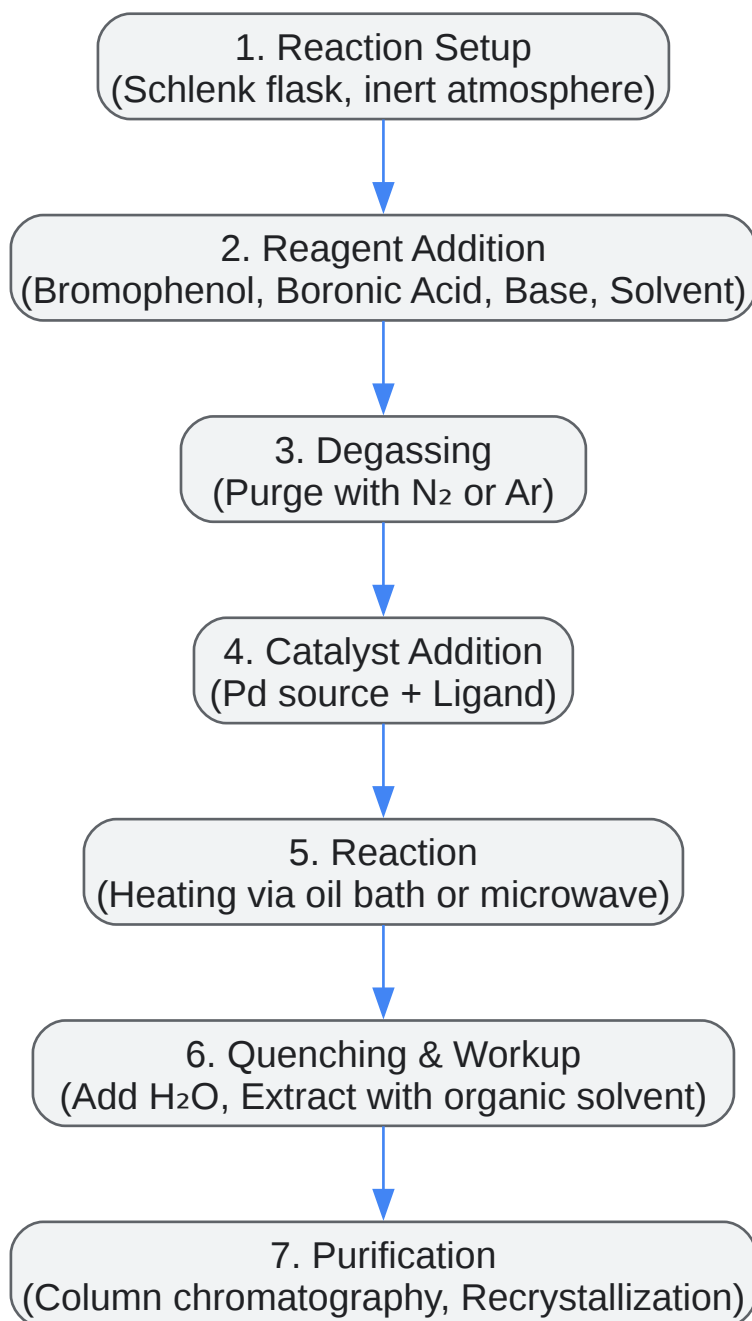 1. Reaction Setup
(Schlenk flask, inert atmosphere)
2. Reagent Addition
(Bromophenol, Boronic Acid, Base, Solvent)
3. Degassing
(Purge with N₂ or Ar)
4. Catalyst Addition
(Pd source + Ligand)
5. Reaction
(Heating via oil bath or microwave)
6. Quenching & Workup
(Add H₂O, Extract with organic solvent)
7. Purification
(Column chromatography, Recrystallization)